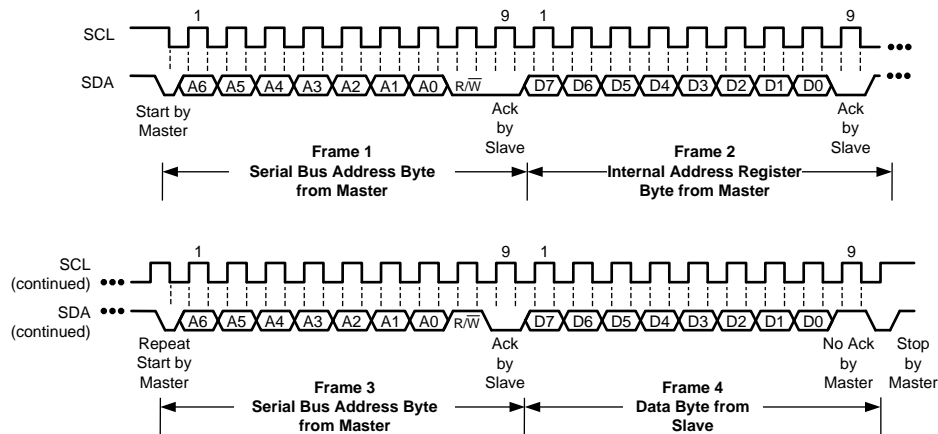 1 9 1 9
SCL
SDA A6 A5 A4 A3 A2 A1 A0 R/W̅ D7 D6 D5 D4 D3 D2 D1 D0
Start by
Master
Ack
by
Slave
Ack
by
Slave
Frame 1
Serial Bus Address Byte
from Master
Frame 2
Internal Address Register
Byte from Master
1 9 1 9
SCL
(continued)
SDA
(continued)
A6 A5 A4 A3 A2 A1 A0 R/W̅ D7 D6 D5 D4 D3 D2 D1 D0
Repeat
Start by
Master
Ack
by
Slave
No Ack
by
Master
Stop
by
Master
Frame 3
Serial Bus Address Byte
from Master
Frame 4
Data Byte from
Slave